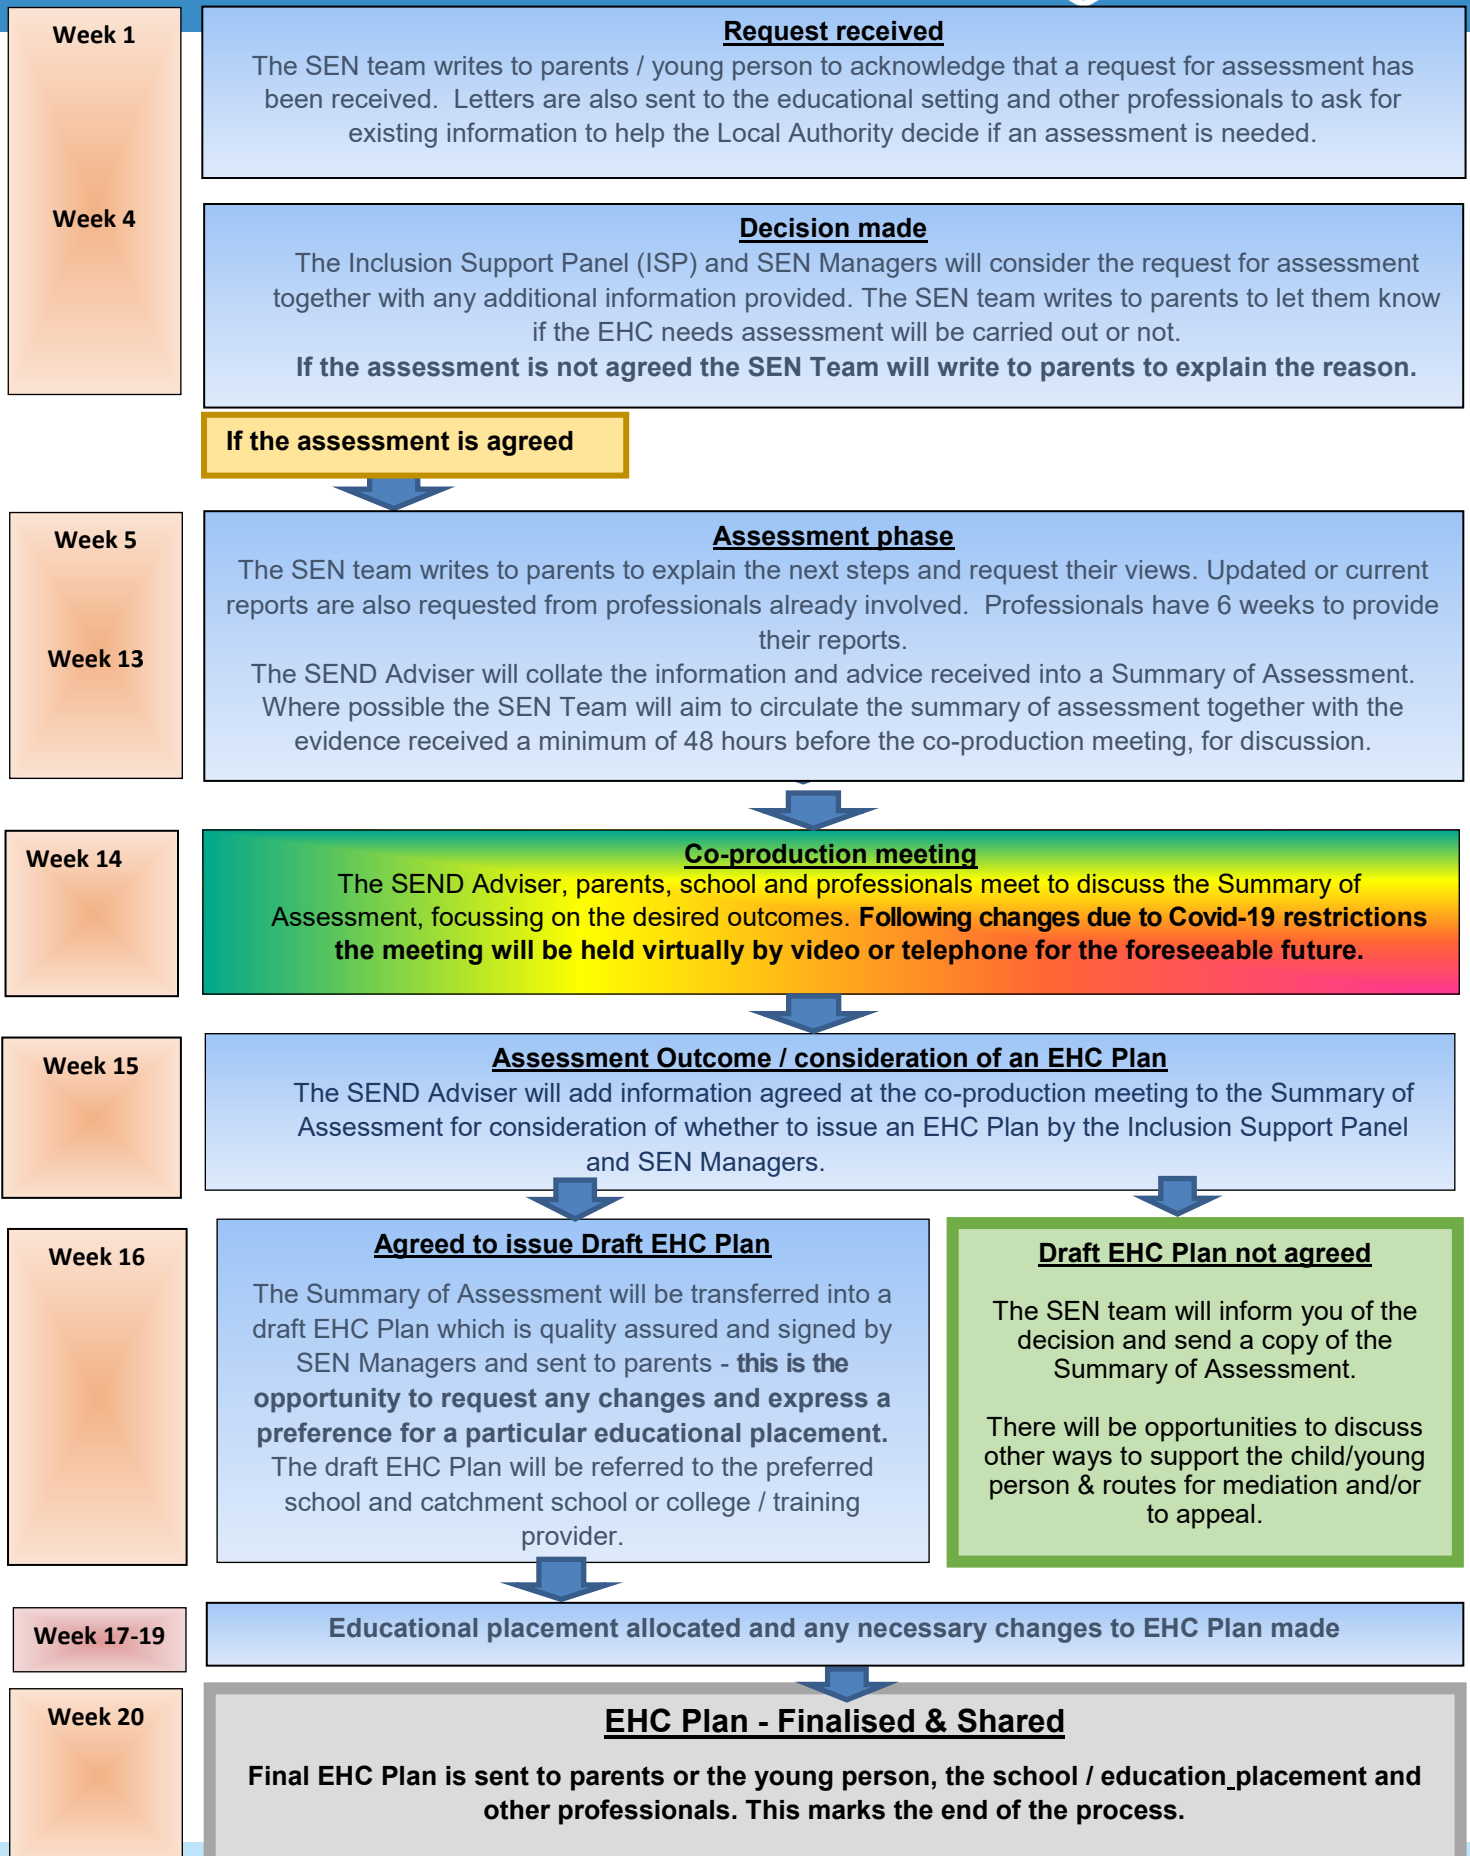 Week 1
Request received
The SEN team writes to parents / young person to acknowledge that a request for assessment has
been received.  Letters are also sent to the educational setting and other professionals to ask for
existing information to help the Local Authority decide if an assessment is needed.
Week 4
Decision made
The Inclusion Support Panel (ISP) and SEN Managers will consider the request for assessment
together with any additional information provided. The SEN team writes to parents to let them know
if the EHC needs assessment will be carried out or not.
If the assessment is not agreed the SEN Team will write to parents to explain the reason.
If the assessment is agreed
Week 5
Week 13
Assessment phase
The SEN team writes to parents to explain the next steps and request their views. Updated or current
reports are also requested from professionals already involved.  Professionals have 6 weeks to provide
their reports.
The SEND Adviser will collate the information and advice received into a Summary of Assessment.
Where possible the SEN Team will aim to circulate the summary of assessment together with the
evidence received a minimum of 48 hours before the co-production meeting, for discussion.
Week 14
Co-production meeting
The SEND Adviser, parents, school and professionals meet to discuss the Summary of
Assessment, focussing on the desired outcomes. Following changes due to Covid-19 restrictions
the meeting will be held virtually by video or telephone for the foreseeable future.
Week 15
Assessment Outcome / consideration of an EHC Plan
The SEND Adviser will add information agreed at the co-production meeting to the Summary of
Assessment for consideration of whether to issue an EHC Plan by the Inclusion Support Panel
and SEN Managers.
Week 16
Agreed to issue Draft EHC Plan
The Summary of Assessment will be transferred into a
draft EHC Plan which is quality assured and signed by
SEN Managers and sent to parents - this is the
opportunity to request any changes and express a
preference for a particular educational placement.
The draft EHC Plan will be referred to the preferred
school and catchment school or college / training
provider.
Draft EHC Plan not agreed
The SEN team will inform you of the
decision and send a copy of the
Summary of Assessment.
There will be opportunities to discuss
other ways to support the child/young
person & routes for mediation and/or
to appeal.
Week 17-19
Educational placement allocated and any necessary changes to EHC Plan made
Week 20
EHC Plan - Finalised & Shared
Final EHC Plan is sent to parents or the young person, the school / education placement and
other professionals. This marks the end of the process.